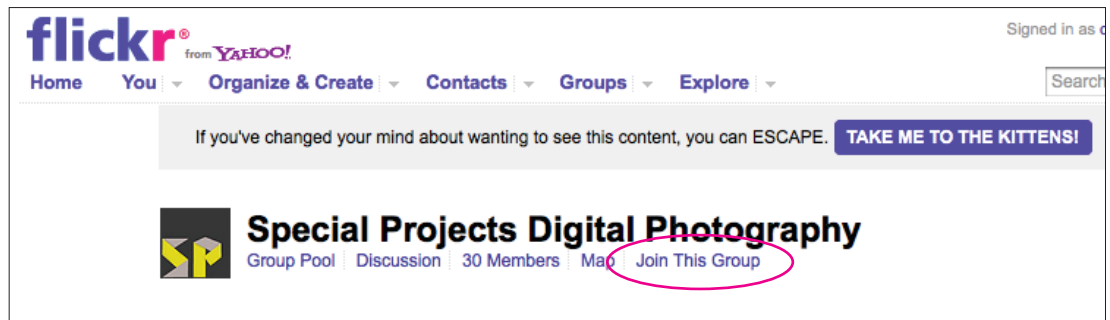 Signed in as
flickr® from YAHOO!
Home You Organize & Create Contacts Groups Explore Search
If you've changed your mind about wanting to see this content, you can ESCAPE. TAKE ME TO THE KITTENS!
SP Special Projects Digital Photography
Group Pool Discussion 30 Members Map Join This Group